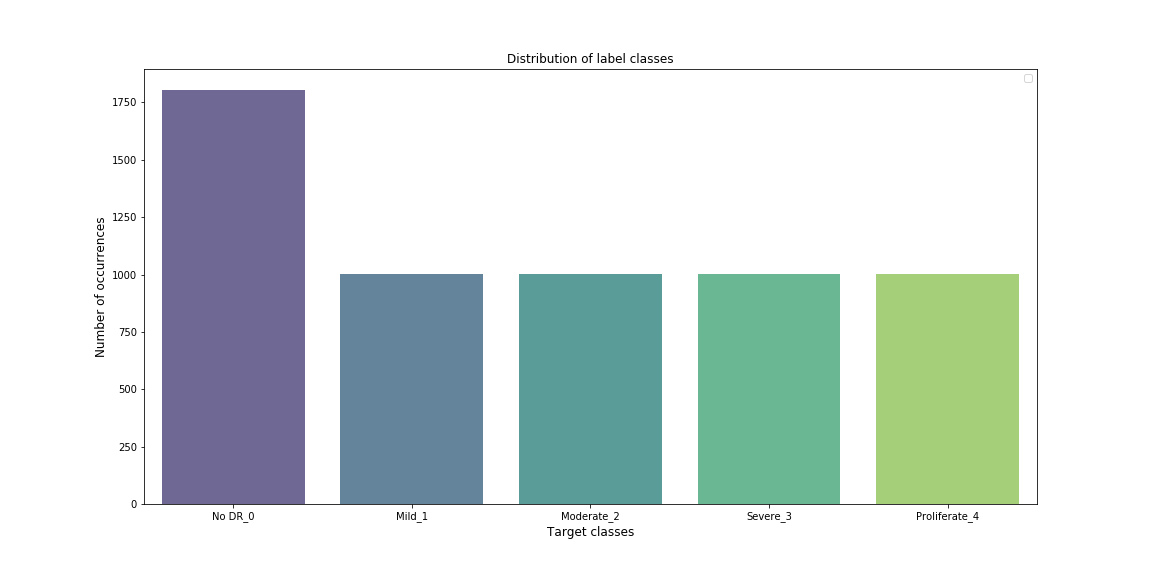 Distribution of label classes
Number of occurrences
1750
1500
1250
1000
750
500
250
0
No DR_0 Mild_1 Moderate_2 Severe_3 Proliferate_4
Target classes